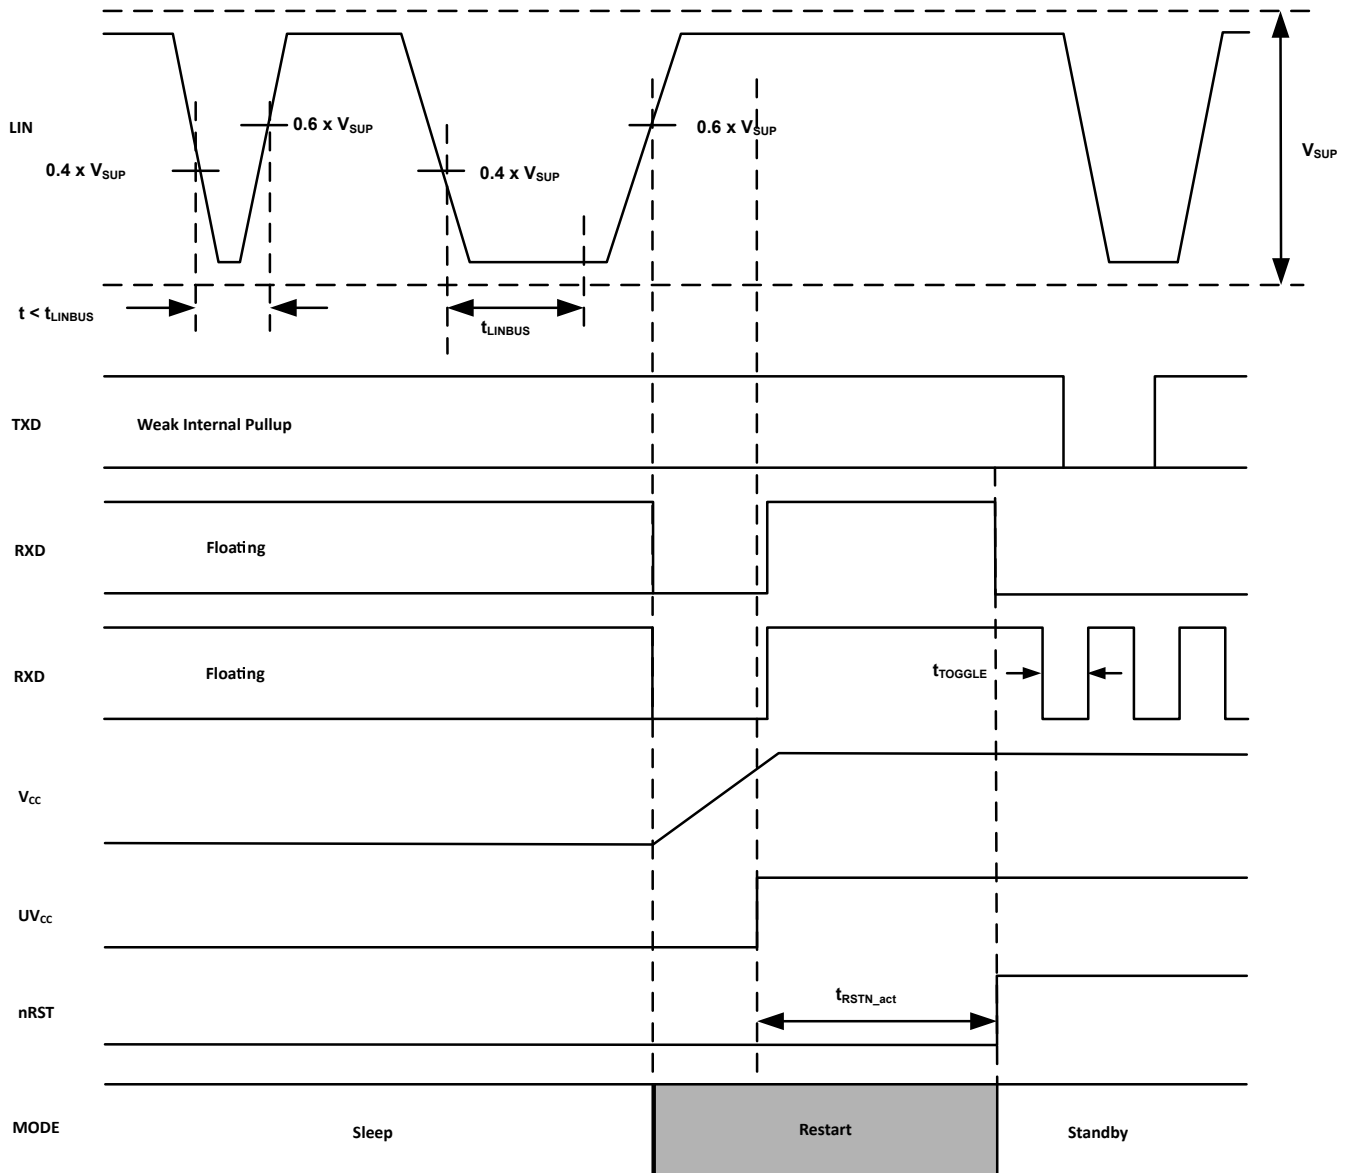 LIN
0.6 x VSUP
0.6 x VSUP
VSUP
0.4 x VSUP
0.4 x VSUP
t < tLINBUS
tLINBUS
TXD
Weak Internal Pullup
RXD
Floating
RXD
Floating
tTOGGLE
VCC
UVCC
nRST
tRSTN_act
MODE
Sleep
Restart
Standby